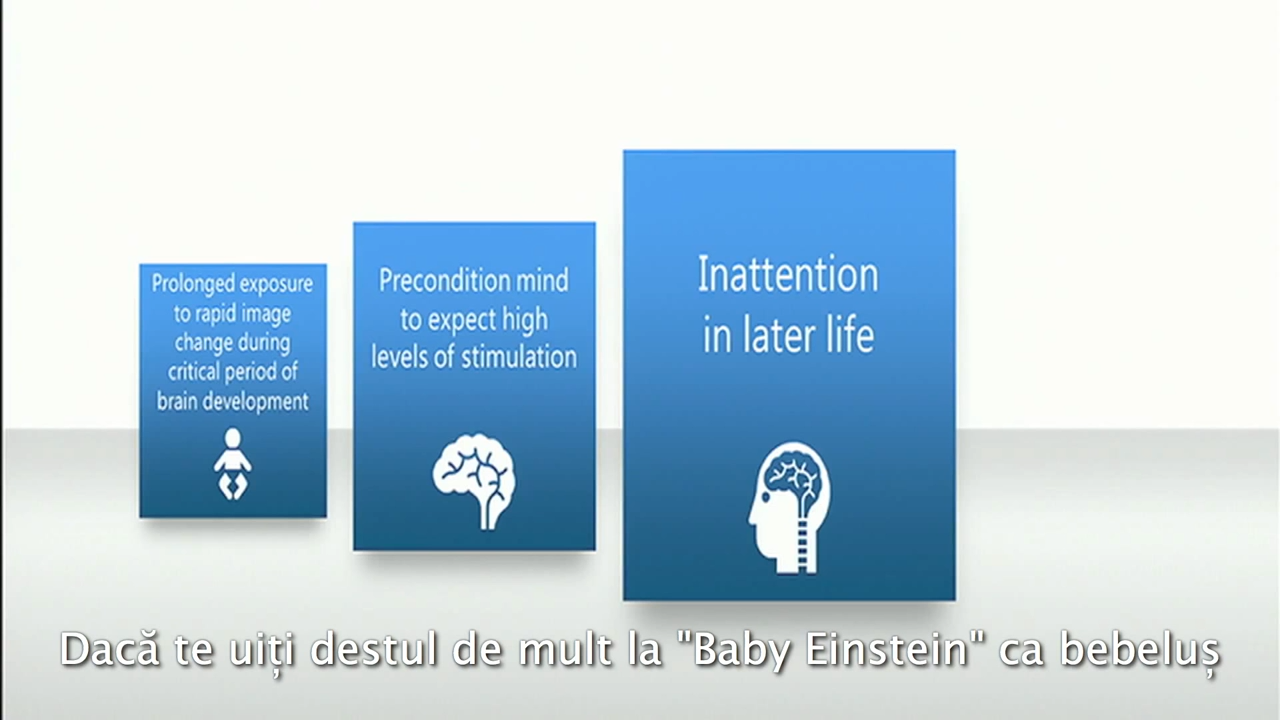 Prolonged exposure
to rapid image
change during
critical period of
brain development
Precondition mind
to expect high
levels of stimulation
Inattention
in later life
Dacă te uiți destul de mult la "Baby Einstein" ca bebeluș